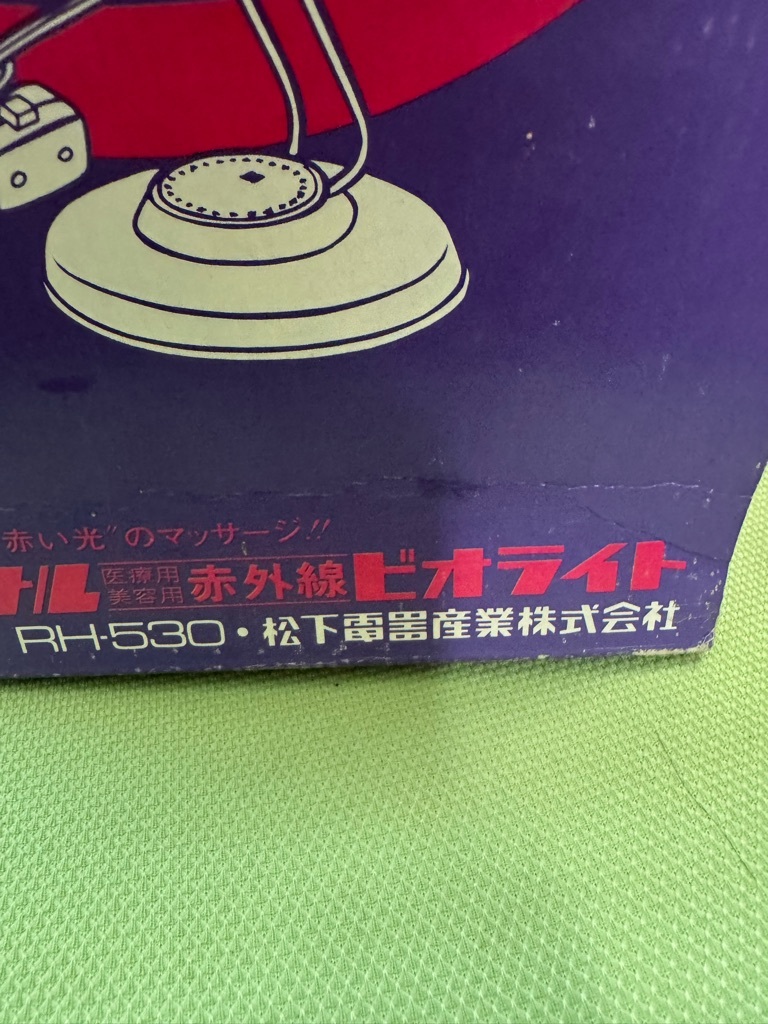 赤い光”のマッサージ!!
ナル 医療用 美容用 赤外線 ビオライト
RH-530・松下電器産業株式会社